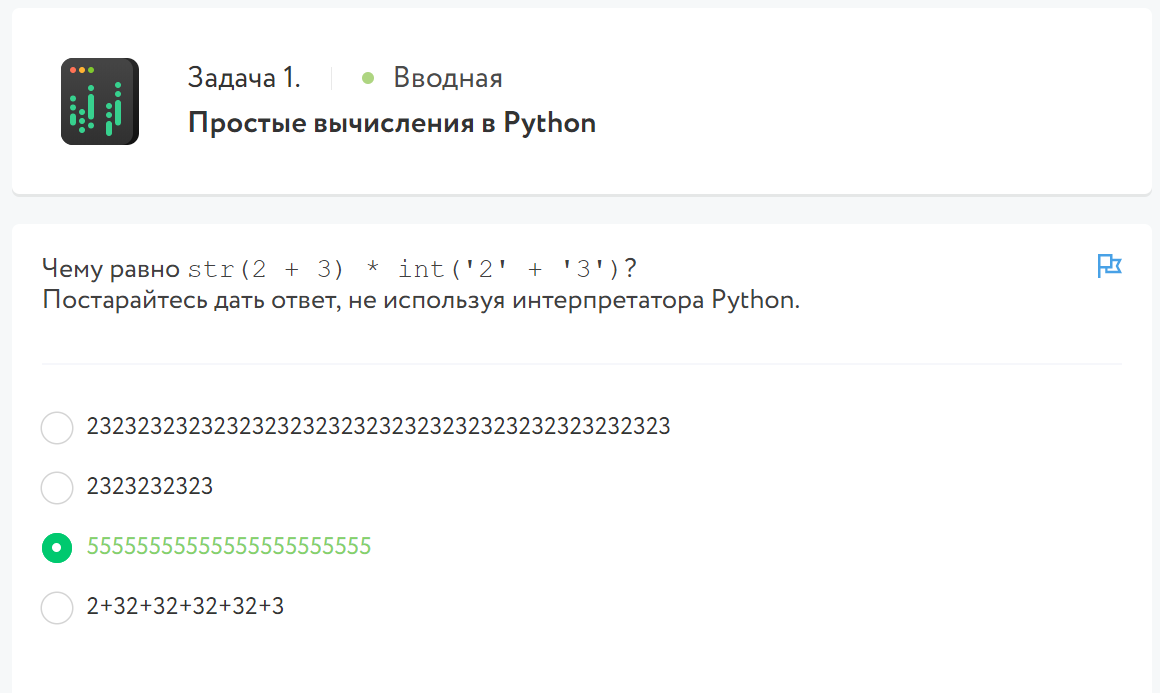 Задача 1.
Вводная
Простые вычисления в Python
Чему равно str(2 + 3) * int('2' + '3')?
Постарайтесь дать ответ, не используя интерпретатора Python.
2323232323232323232323232323232323232323232323
2323232323
55555555555555555555555
2+32+32+32+32+3